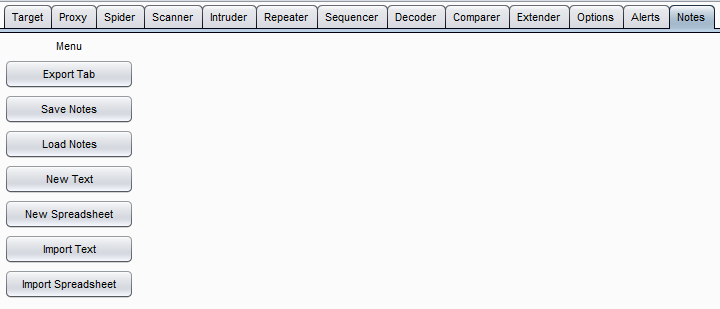 Target Proxy Spider Scanner Intruder Repeater Sequencer Decoder Comparer Extender Options Alerts Notes
Menu
Export Tab
Save Notes
Load Notes
New Text
New Spreadsheet
Import Text
Import Spreadsheet